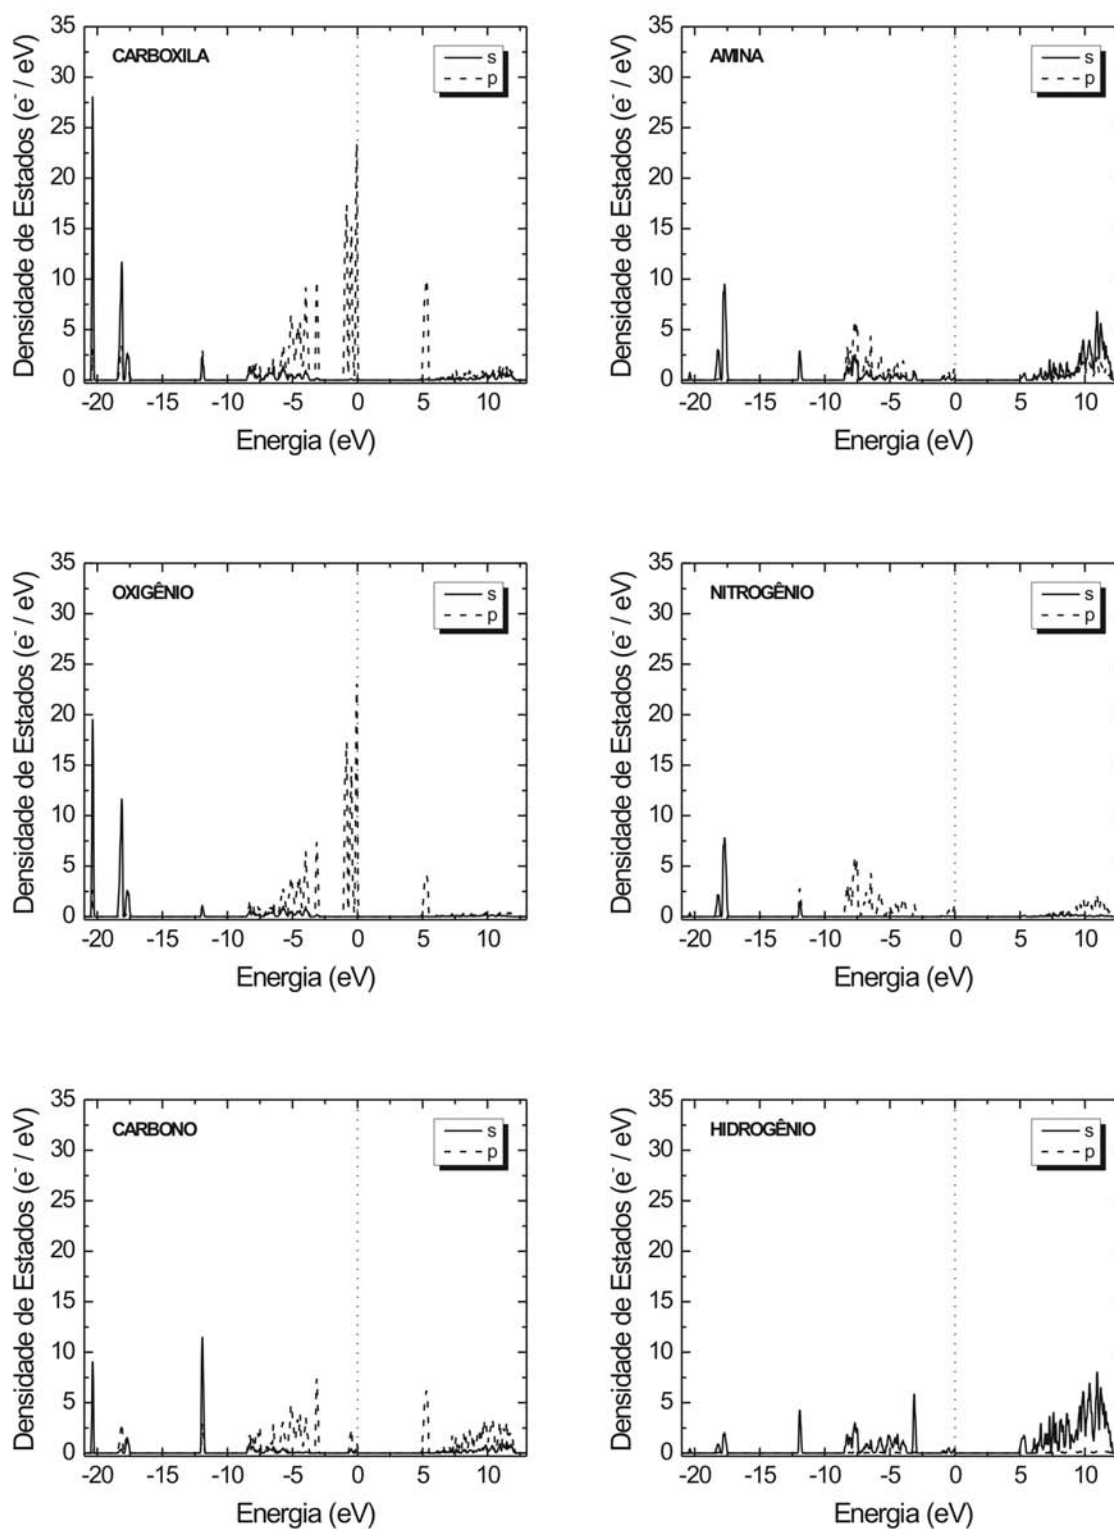 CARBOXILA
s
p
35
30
25
20
15
10
5
0
Densidade de Estados (e⁻ / eV)
-20 -15 -10 -5 0 5 10
Energia (eV)
AMINA
s
p
35
30
25
20
15
10
5
0
Densidade de Estados (e⁻ / eV)
-20 -15 -10 -5 0 5 10
Energia (eV)
OXIGÊNIO
s
p
35
30
25
20
15
10
5
0
Densidade de Estados (e⁻ / eV)
-20 -15 -10 -5 0 5 10
Energia (eV)
NITROGÊNIO
s
p
35
30
25
20
15
10
5
0
Densidade de Estados (e⁻ / eV)
-20 -15 -10 -5 0 5 10
Energia (eV)
CARBONO
s
p
35
30
25
20
15
10
5
0
Densidade de Estados (e⁻ / eV)
-20 -15 -10 -5 0 5 10
Energia (eV)
HIDROGÊNIO
s
p
35
30
25
20
15
10
5
0
Densidade de Estados (e⁻ / eV)
-20 -15 -10 -5 0 5 10
Energia (eV)